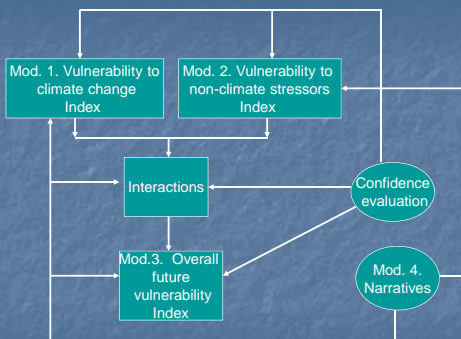 Mod. 1. Vulnerability to
climate change
Index
Mod. 2. Vulnerability to
non-climate stressors
Index
Interactions
Confidence
evaluation
Mod.3. Overall
future
vulnerability
Index
Mod. 4.
Narratives